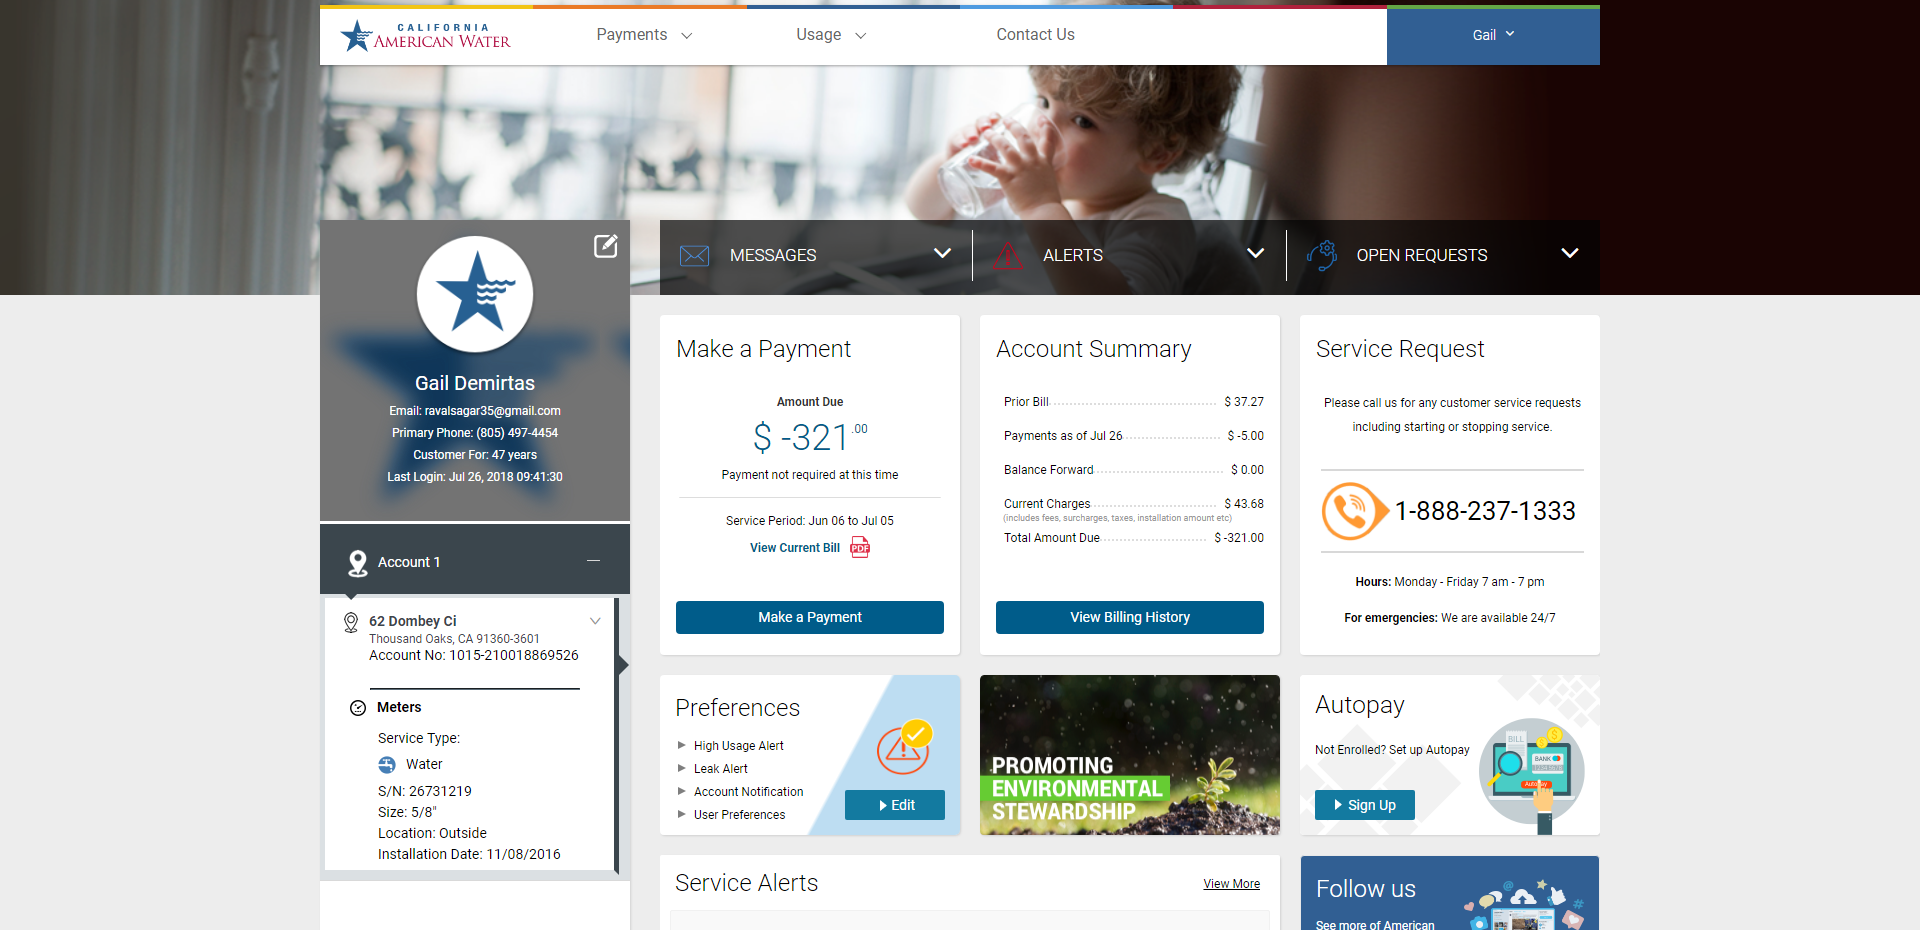 CALIFORNIA
AMERICAN WATER
Payments
Usage
Contact Us
Gail
MESSAGES
ALERTS
OPEN REQUESTS
Gail Demirtas
Email: ravalsagar35@gmail.com
Primary Phone: (805) 497-4454
Customer For: 47 years
Last Login: Jul 26, 2018 09:41:30
Account 1
62 Dombey Ci
Thousand Oaks, CA 91360-3601
Account No: 1015-210018869526
Meters
Service Type:
Water
S/N: 26731219
Size: 5/8"
Location: Outside
Installation Date: 11/08/2016
Make a Payment
Amount Due
$ -321.00
Payment not required at this time
Service Period: Jun 06 to Jul 05
View Current Bill PDF
Make a Payment
Account Summary
Prior Bill $ 37.27
Payments as of Jul 26 $ -5.00
Balance Forward $ 0.00
Current Charges $ 43.68
(includes fees, surcharges, taxes, installation amount etc)
Total Amount Due $ -321.00
View Billing History
Service Request
Please call us for any customer service requests
including starting or stopping service.
1-888-237-1333
Hours: Monday - Friday 7 am - 7 pm
For emergencies: We are available 24/7
Preferences
High Usage Alert
Leak Alert
Account Notification
User Preferences
Edit
PROMOTING
ENVIRONMENTAL
STEWARDSHIP
Autopay
Not Enrolled? Set up Autopay
BILL
BANK
Sign Up
Service Alerts
View More
Follow us
See more of American